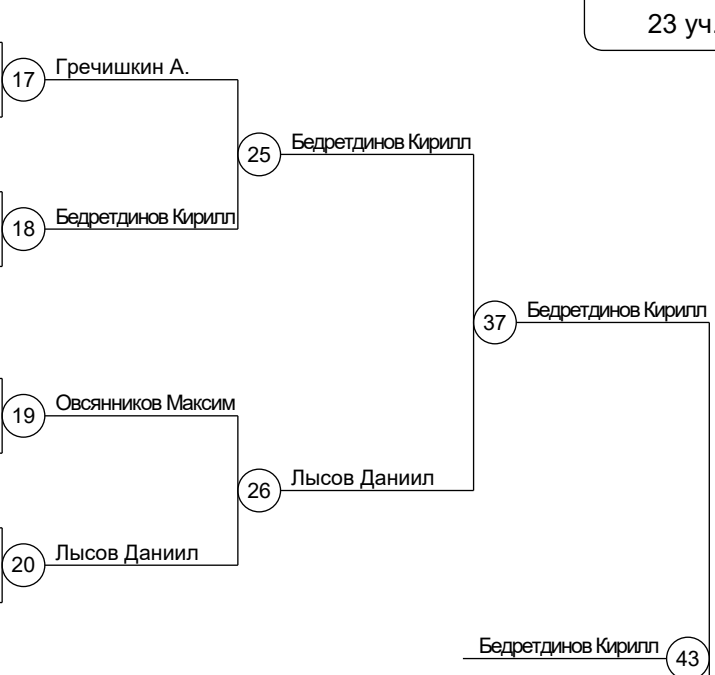 23 уч.
17
Гречишкин А.
25
Бедретдинов Кирилл
18
Бедретдинов Кирилл
37
Бедретдинов Кирилл
19
Овсянников Максим
26
Лысов Даниил
20
Лысов Даниил
Бедретдинов Кирилл
43